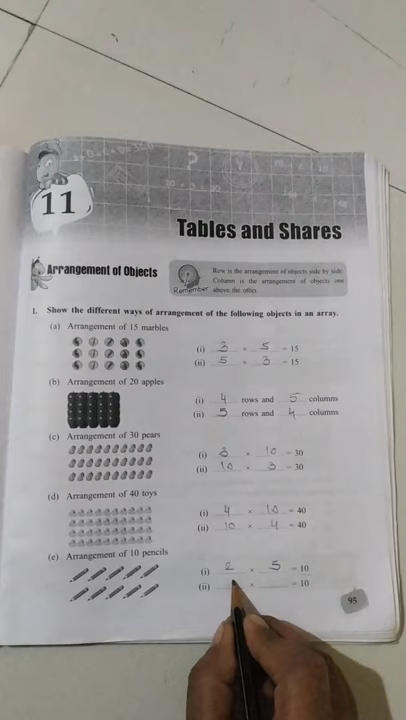 11
Tables and Shares
Arrangement of Objects
Remember
Row is the arrangement of objects side by side.
Column is the arrangement of objects one
above the other.
1. Show the different ways of arrangement of the following objects in an array.
(a) Arrangement of 15 marbles
(i) 3 × 5 = 15
(ii) 5 × 3 = 15
(b) Arrangement of 20 apples
(i) 4 rows and 5 columns
(ii) 5 rows and 4 columns
(c) Arrangement of 30 pears
(i) 3 × 10 = 30
(ii) 10 × 3 = 30
(d) Arrangement of 40 toys
(i) 4 × 10 = 40
(ii) 10 × 4 = 40
(e) Arrangement of 10 pencils
(i) 2 × 5 = 10
(ii) × = 10
95